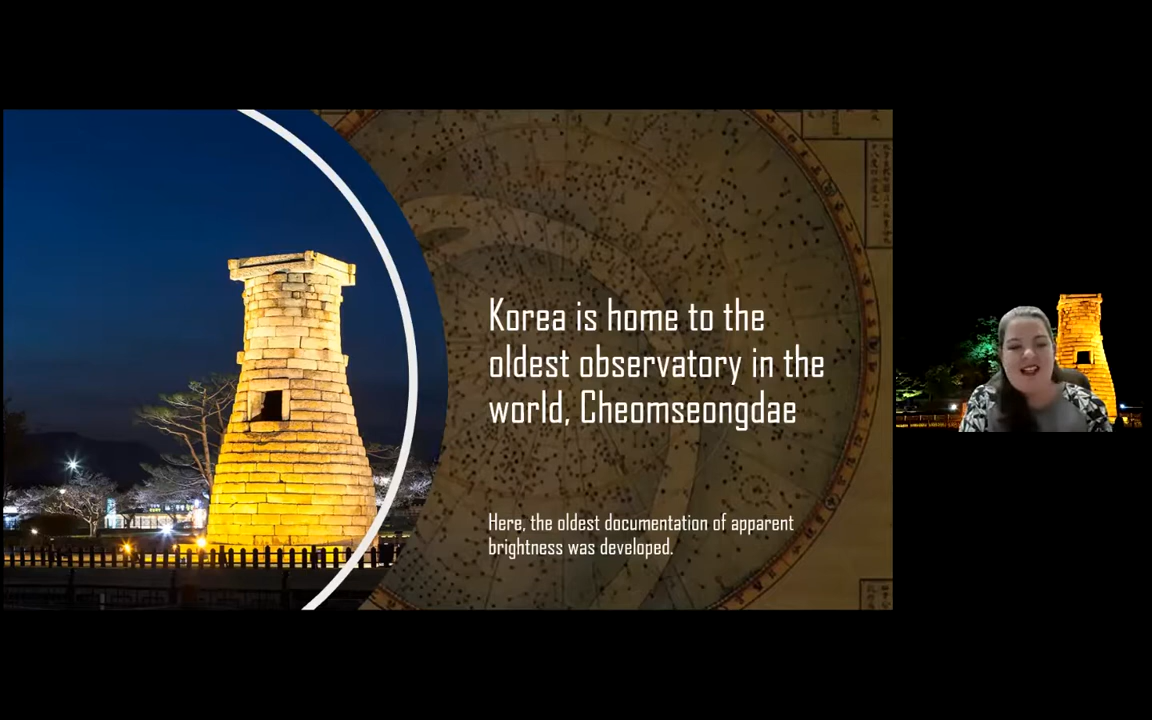 Korea is home to the
oldest observatory in the
world, Cheomseongdae
Here, the oldest documentation of apparent
brightness was developed.